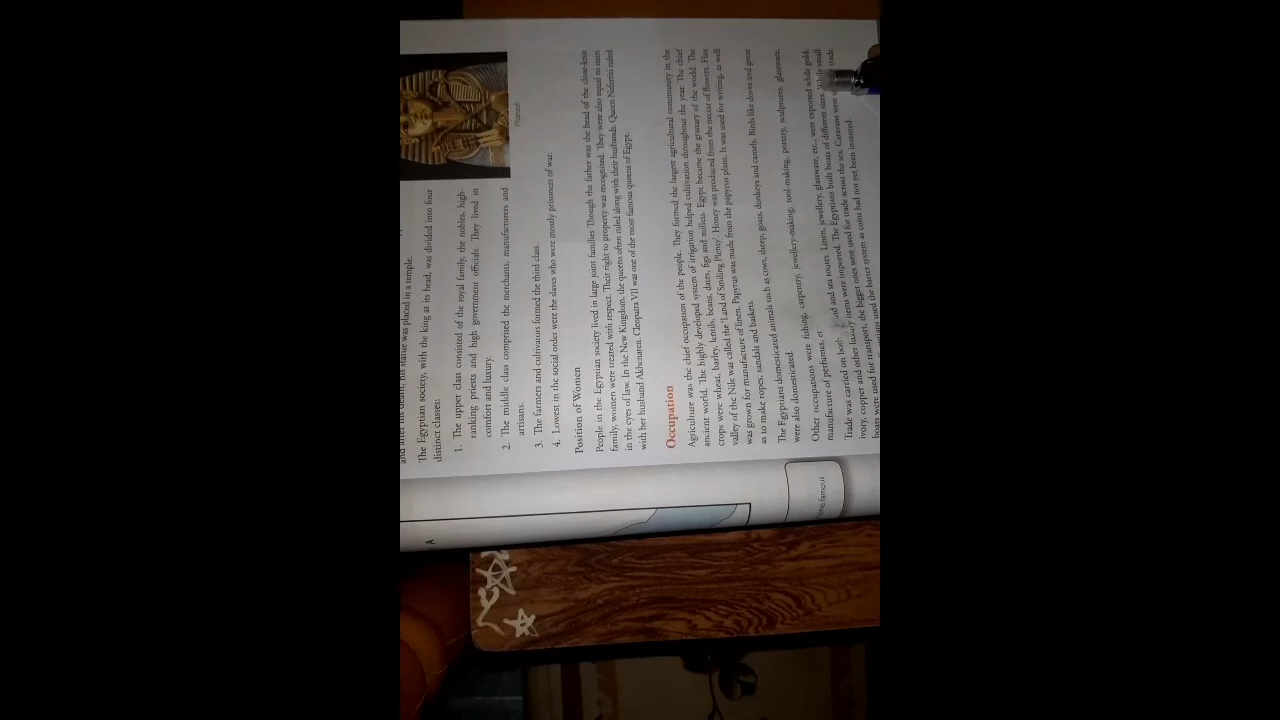 and after his death, his statue was placed in a temple.
The Egyptian society, with the king at its head, was divided into four
distinct classes:
1. The upper class consisted of the royal family, the nobles, high-
ranking priests and high government officials. They lived in
comfort and luxury.
2. The middle class comprised the merchants, manufacturers and
artisans.
3. The farmers and cultivators formed the third class.
4. Lowest in the social order were the slaves who were mostly prisoners of war.
Pharaoh
Position of Women
People in the Egyptian society lived in large joint families Though the father was the head of the close-knit
family, women were treated with respect. Their right to property was recognised. They were also equal to men
in the eyes of law. In the New Kingdom, the queens often ruled along with their husbands. Queen Nefertiti ruled
with her husband Akhenaten. Cleopatra VII was one of the most famous queens of Egypt.
Occupation
Agriculture was the chief occupation of the people. They formed the largest agricultural community in the
ancient world. The highly developed system of irrigation helped cultivation throughout the year. The chief
crops were wheat, barley, lentils, beans, dates, figs and millets. Egypt became the granary of the world. The
valley of the Nile was called the 'Land of Smiling Plenty'. Honey was produced from the nectar of flowers. Flax
was grown for manufacture of linen. Papyrus was made from the papyrus plant. It was used for writing, as well
as to make ropes, sandals and baskets.
The Egyptians domesticated animals such as cows, sheep, goats, donkeys and camels. Birds like doves and geese
were also domesticated.
Other occupations were fishing, carpentry, jewellery-making, tool-making, pottery, sculptures, glassware,
manufacture of perfumes, et
Trade was carried on both and sea routes. Linen, jewellery, glassware, etc., were exported while gold,
ivory, copper and other luxury items were imported. The Egyptians built boats of different sizes. While small
boats were used for transport, the bigger ones were used for trade across the sea. Caravans were trade
used the barter system as coins had not yet been invented.
A
famous